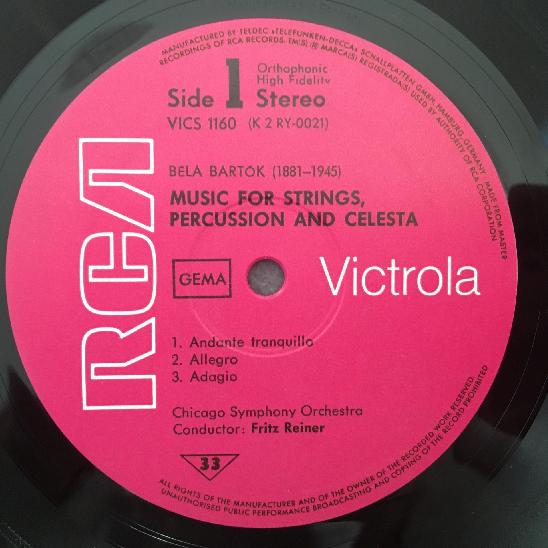 MANUFACTURED BY TELDEC »TELEFUNKEN-DECCA« SCHALLPLATTEN GMBH, HAMBURG, GERMANY · MADE FROM MASTER
RECORDINGS OF RCA RECORDS. TM(S) ® MARCA(S) REGISTRADA(S) USED BY AUTHORITY OF RCA CORPORATION
Side 1 Orthophonic
High Fidelity
Stereo
VICS 1160 (K 2 RY-0021)
RCA
BELA BARTÓK (1881–1945)
MUSIC FOR STRINGS,
PERCUSSION AND CELESTA
GEMA
Victrola
1. Andante tranquillo
2. Allegro
3. Adagio
Chicago Symphony Orchestra
Conductor: Fritz Reiner
33
ALL RIGHTS OF THE MANUFACTURER AND OF THE OWNER OF THE RECORDED WORK RESERVED.
UNAUTHORISED PUBLIC PERFORMANCE BROADCASTING AND COPYING OF THE RECORD PROHIBITED